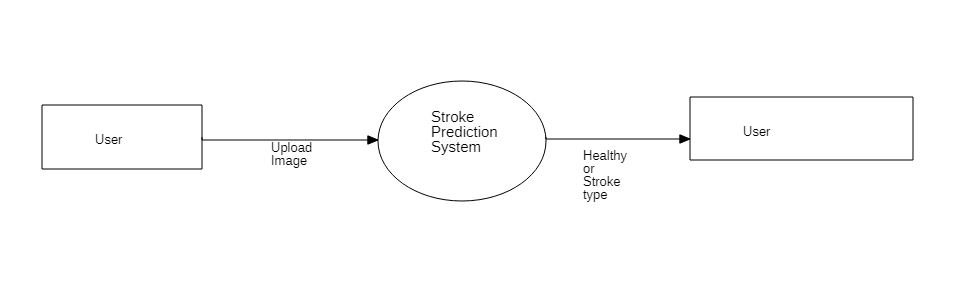 User
Upload
Image
Stroke
Prediction
System
Healthy
or
Stroke
type
User